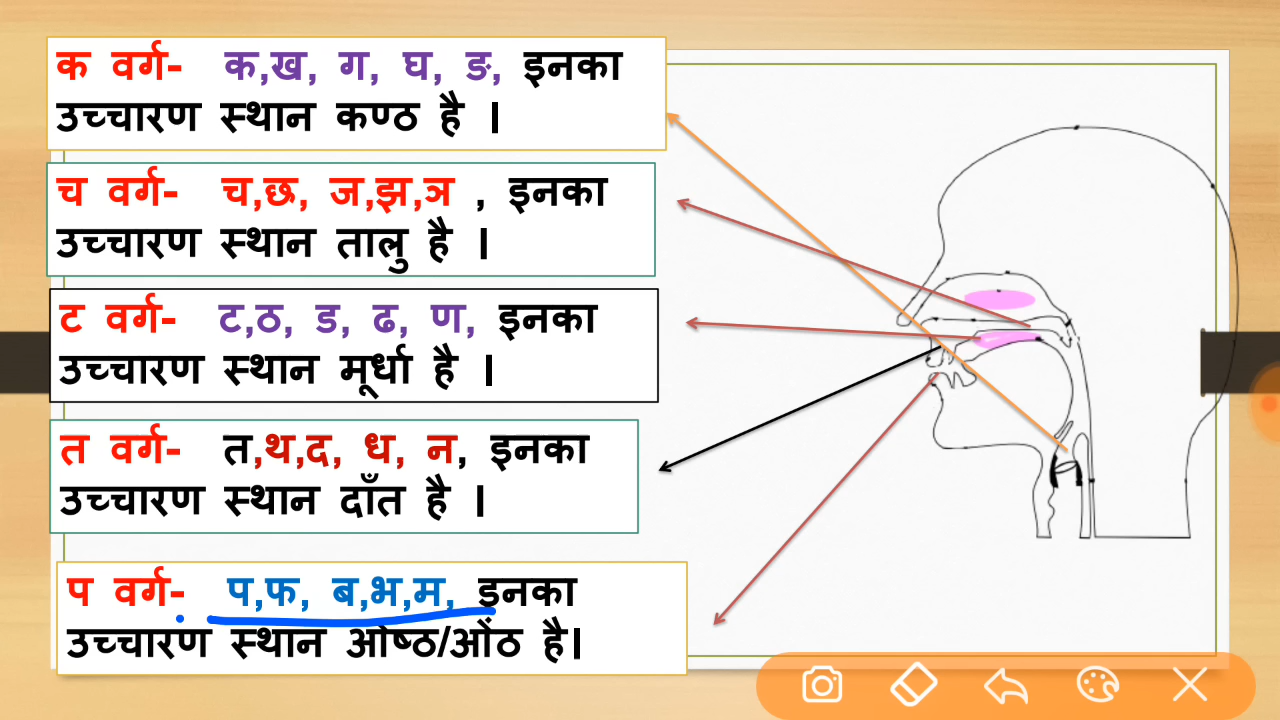 क वर्ग- क,ख, ग, घ, ङ, इनका
उच्चारण स्थान कण्ठ है ।
च वर्ग- च,छ, ज,झ,ञ , इनका
उच्चारण स्थान तालु है ।
ट वर्ग- ट,ठ, ड, ढ, ण, इनका
उच्चारण स्थान मूर्धा है ।
त वर्ग- त,थ,द, ध, न, इनका
उच्चारण स्थान दाँत है ।
प वर्ग- प,फ, ब,भ,म, इनका
उच्चारण स्थान ओष्ठ/ओंठ है।